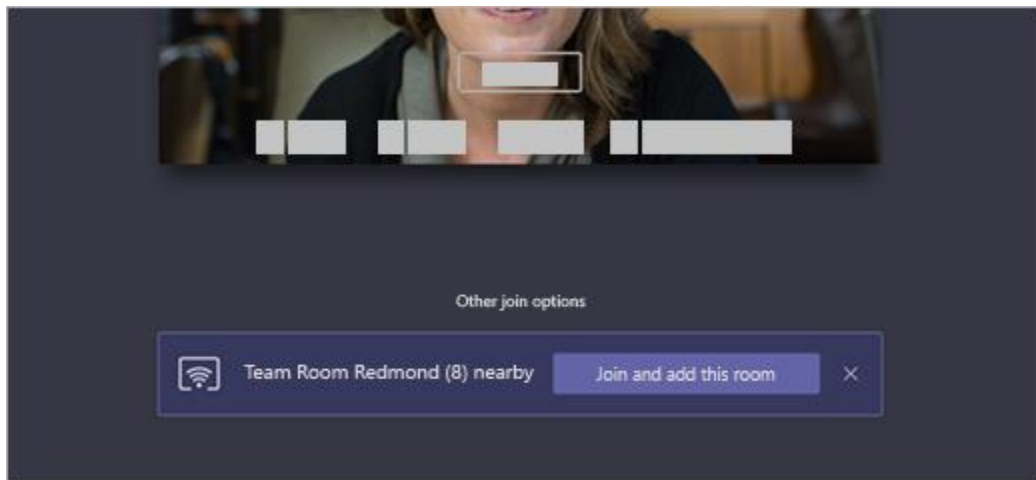 Other join options
Team Room Redmond (8) nearby Join and add this room